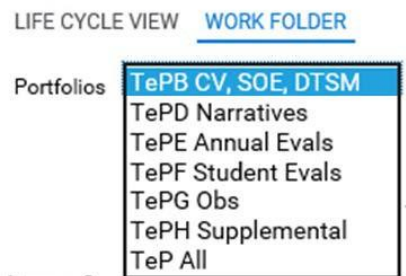 LIFE CYCLE VIEW WORK FOLDER
Portfolios TePB CV, SOE, DTSM
TePD Narratives
TePE Annual Evals
TePF Student Evals
TePG Obs
TePH Supplemental
TeP All